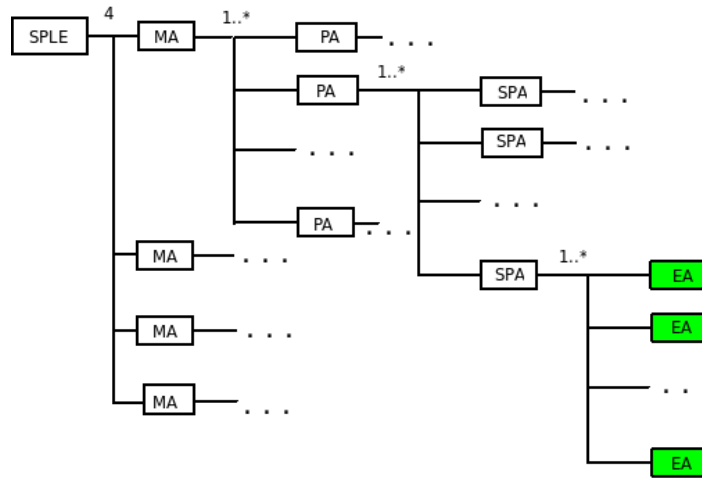 4
1..*
SPLE
MA
PA
. . .
1..*
PA
SPA
. . .
SPA
. . .
. . .
. . .
PA
. . .
MA
. . .
1..*
SPA
EA
MA
. . .
EA
. .
MA
. . .
EA